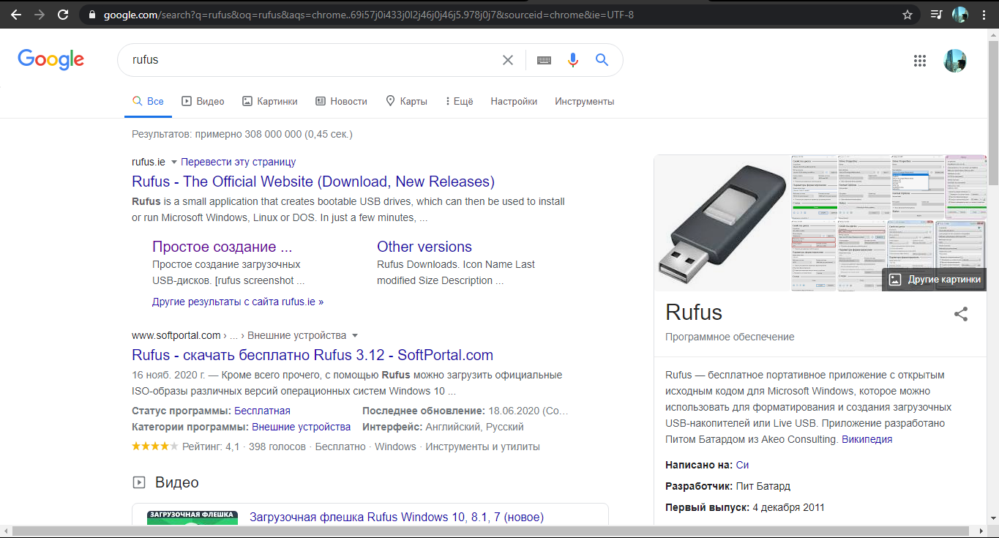 google.com/search?q=rufus&oq=rufus&aqs=chrome..69i57j0i433j0l2j46j0j46j5.978j0j7&sourceid=chrome&ie=UTF-8
Google
rufus
Все
Видео
Картинки
Новости
Карты
Ещё
Настройки
Инструменты
Результатов: примерно 308 000 000 (0,45 сек.)
rufus.ie Перевести эту страницу
Rufus - The Official Website (Download, New Releases)
Rufus is a small application that creates bootable USB drives, which can then be used to install
or run Microsoft Windows, Linux or DOS. In just a few minutes, ...
Простое создание ...
Простое создание загрузочных
USB-дисков. [rufus screenshot ...
Other versions
Rufus Downloads. Icon Name Last
modified Size Description ...
Другие результаты с сайта rufus.ie »
www.softportal.com › ... › Внешние устройства
Rufus - скачать бесплатно Rufus 3.12 - SoftPortal.com
16 нояб. 2020 г. — Кроме всего прочего, с помощью Rufus можно загрузить официальные
ISO-образы различных версий операционных систем Windows 10 ...
Статус программы: Бесплатная
Последнее обновление: 18.06.2020 (Со...
Категории программы: Внешние устройства
Интерфейс: Английский, Русский
Рейтинг: 4,1 · 398 голосов · Бесплатно · Windows · Инструменты и утилиты
Видео
ЗАГРУЗОЧНАЯ ФЛЕШКА
Загрузочная флешка Rufus Windows 10, 8.1, 7 (новое)
Другие картинки
Rufus
Программное обеспечение
Rufus — бесплатное портативное приложение с открытым
исходным кодом для Microsoft Windows, которое можно
использовать для форматирования и создания загрузочных
USB-накопителей или Live USB. Приложение разработано
Питом Батардом из Akeo Consulting. Википедия
Написано на: Си
Разработчик: Пит Батард
Первый выпуск: 4 декабря 2011